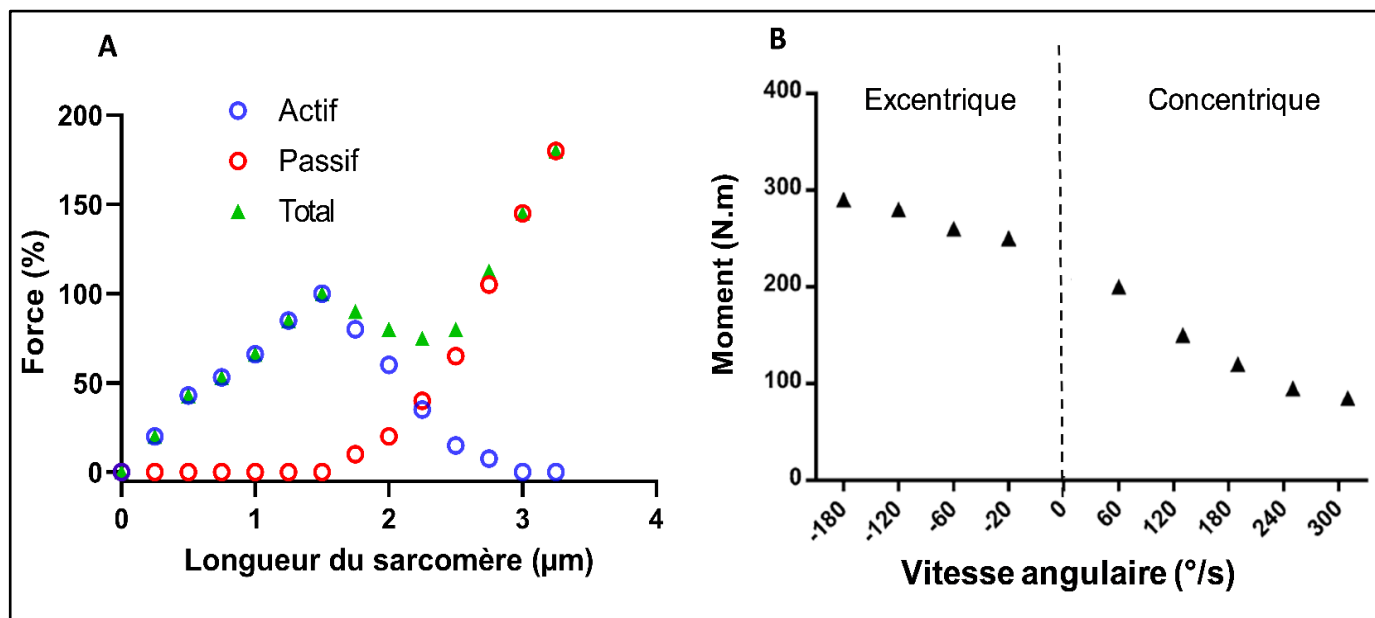 A
Actif
Passif
Total
200
150
100
50
0
Force (%)
0 1 2 3 4
Longueur du sarcomère (µm)
B
Excentrique Concentrique
400
300
200
100
0
Moment (N.m)
-180 -120 -60 -20 0 60 120 180 240 300
Vitesse angulaire (°/s)